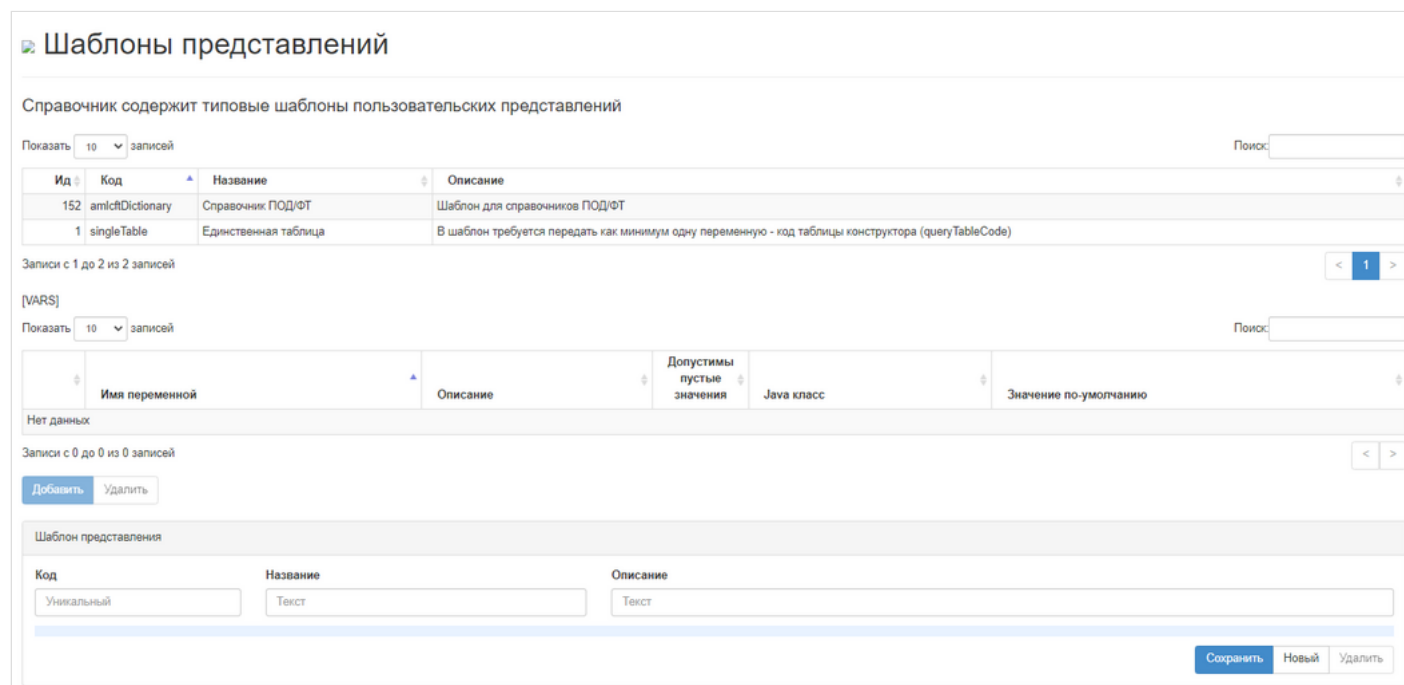 Шаблоны представлений
Справочник содержит типовые шаблоны пользовательских представлений
Показать 10 записей Поиск:
Ид Код Название Описание
152 amlcftDictionary Справочник ПОД/ФТ Шаблон для справочников ПОД/ФТ
1 singleTable Единственная таблица В шаблон требуется передать как минимум одну переменную - код таблицы конструктора (queryTableCode)
Записи с 1 до 2 из 2 записей < 1 >
[VARS]
Показать 10 записей Поиск:
Имя переменной Описание Допустимы пустые значения Java класс Значение по-умолчанию
Нет данных
Записи с 0 до 0 из 0 записей < >
Добавить Удалить
Шаблон представления
Код Название Описание
Уникальный Текст Текст
Сохранить Новый Удалить